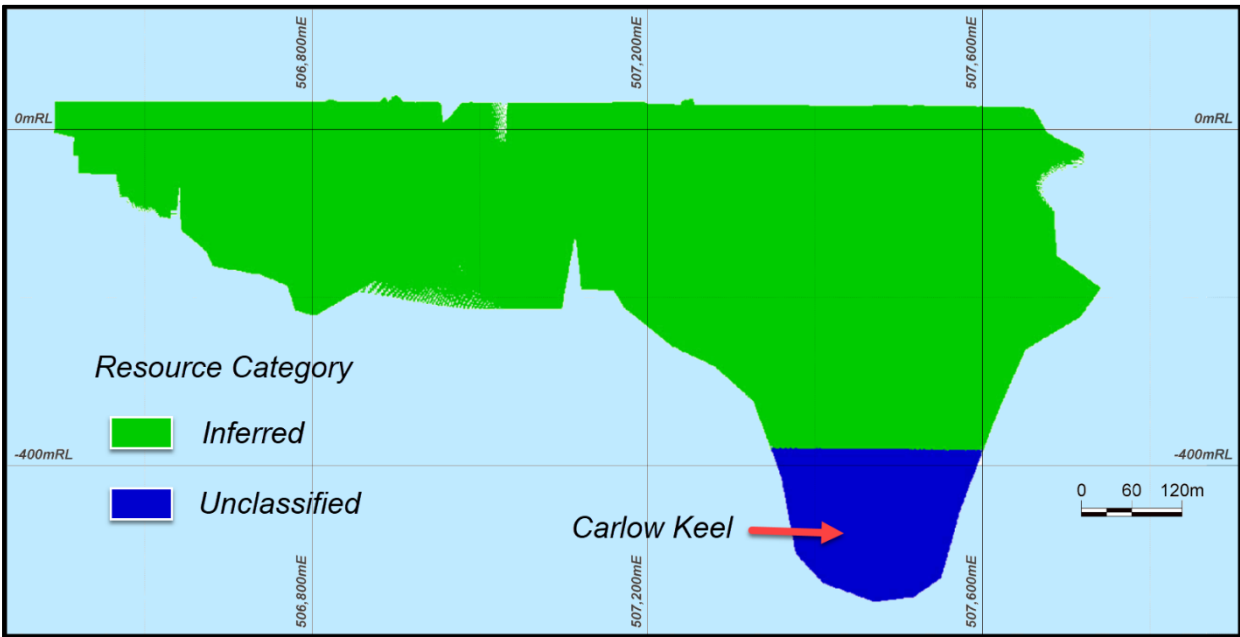 506,800mE
507,200mE
507,600mE
0mRL
0mRL
Resource Category
Inferred
-400mRL
-400mRL
Unclassified
0 60 120m
Carlow Keel
506,800mE
507,200mE
507,600mE